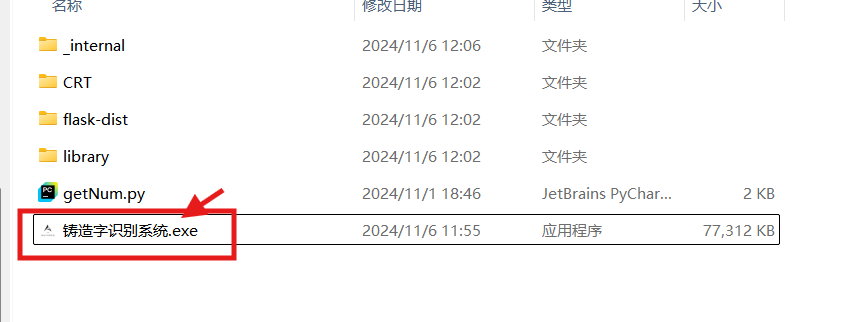 名称 修改日期 类型 大小
_internal 2024/11/6 12:06 文件夹
CRT 2024/11/6 12:02 文件夹
flask-dist 2024/11/6 12:02 文件夹
library 2024/11/6 12:02 文件夹
PC getNum.py 2024/11/1 18:46 JetBrains PyChar... 2 KB
铸造字识别系统.exe 2024/11/6 11:55 应用程序 77,312 KB